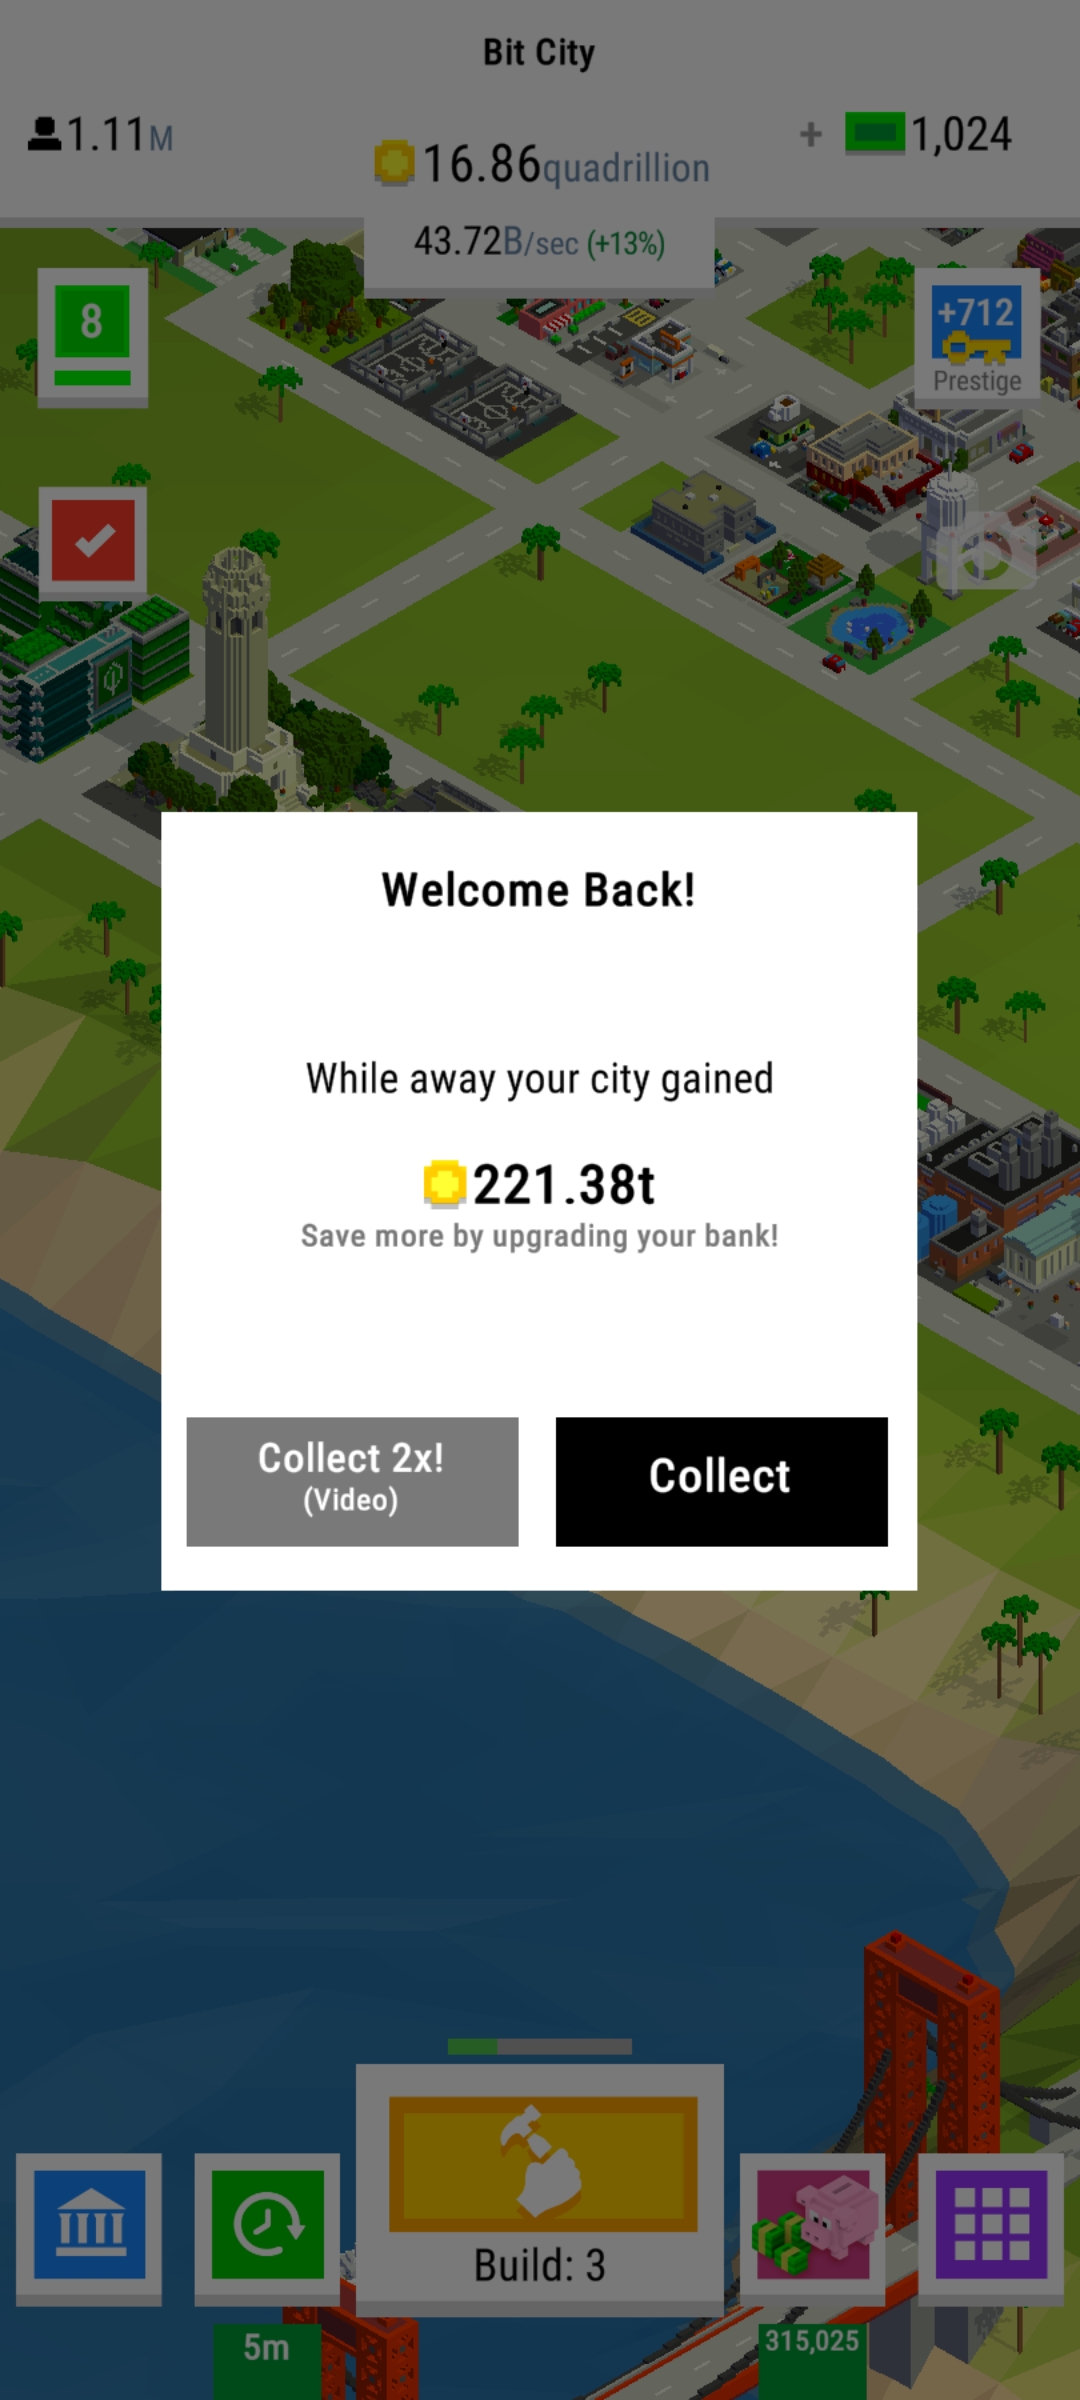 Bit City
1.11M
16.86quadrillion
+ 1,024
43.72B/sec (+13%)
8
+712
Prestige
Welcome Back!
While away your city gained
221.38t
Save more by upgrading your bank!
Collect 2x!
(Video)
Collect
Build: 3
5m
315,025